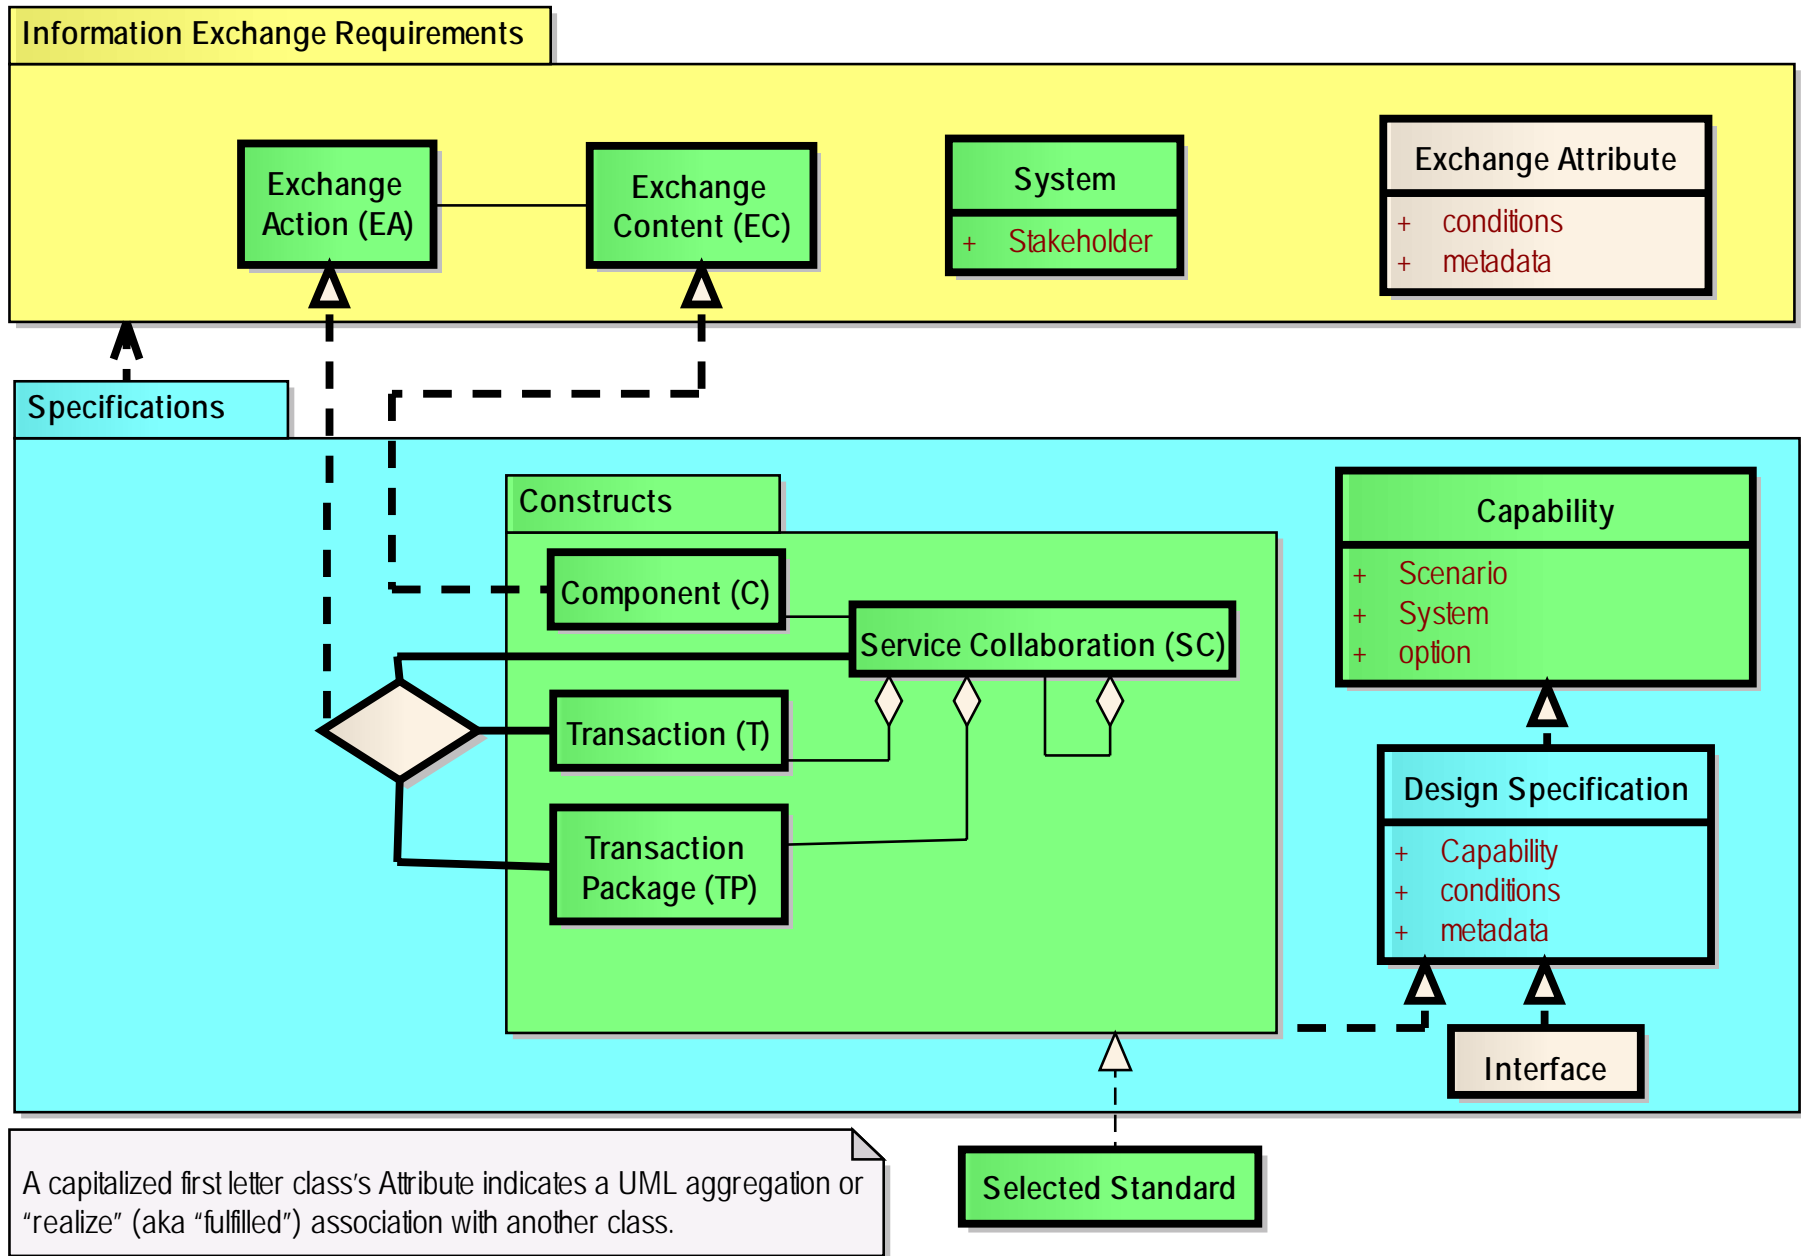 Information Exchange Requirements
Exchange
Action (EA)
Exchange
Content (EC)
System
+ Stakeholder
Exchange Attribute
+ conditions
+ metadata
Specifications
Constructs
Component (C)
Service Collaboration (SC)
Transaction (T)
Transaction
Package (TP)
Capability
+ Scenario
+ System
+ option
Design Specification
+ Capability
+ conditions
+ metadata
Interface
Selected Standard
A capitalized first letter class's Attribute indicates a UML aggregation or
“realize” (aka “fulfilled”) association with another class.